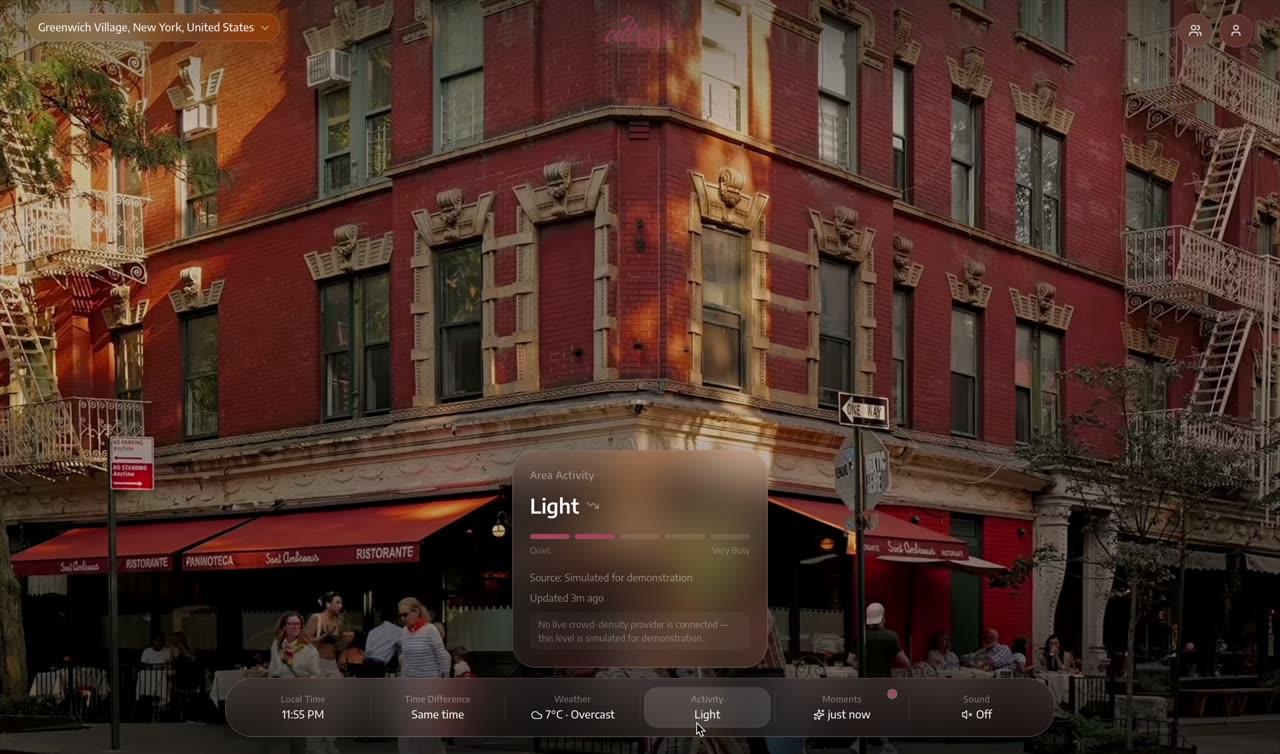 Greenwich Village, New York, United States
NO PARKING
Anytime
NO STANDING
Anytime
ONE WAY
PANINOTECA
Sant Ambroeus
RISTORANTE
Sant Ambroeus
RISTORANTE
Sant Ambroeus
RISTORANTE
Area Activity
Light
Quiet
Very Busy
Source: Simulated for demonstration
Updated 3m ago
No live crowd-density provider is connected —
this level is simulated for demonstration.
Local Time
11:55 PM
Time Difference
Same time
Weather
7°C · Overcast
Activity
Light
Moments
just now
Sound
Off